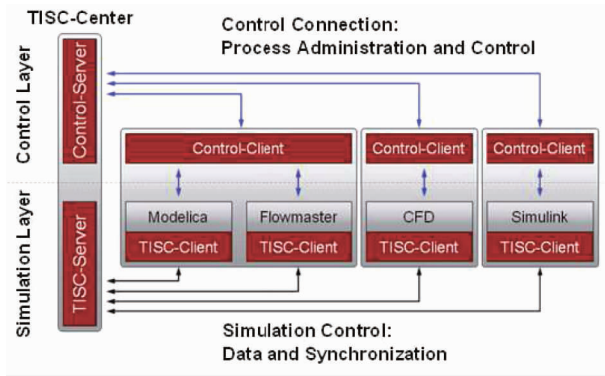 TISC-Center
Control Connection:
Process Administration and Control
Control Layer
Control-Server
Control-Client
Control-Client
Control-Client
Simulation Layer
TISC-Server
Modelica
Flowmaster
CFD
Simulink
TISC-Client
TISC-Client
TISC-Client
TISC-Client
Simulation Control:
Data and Synchronization